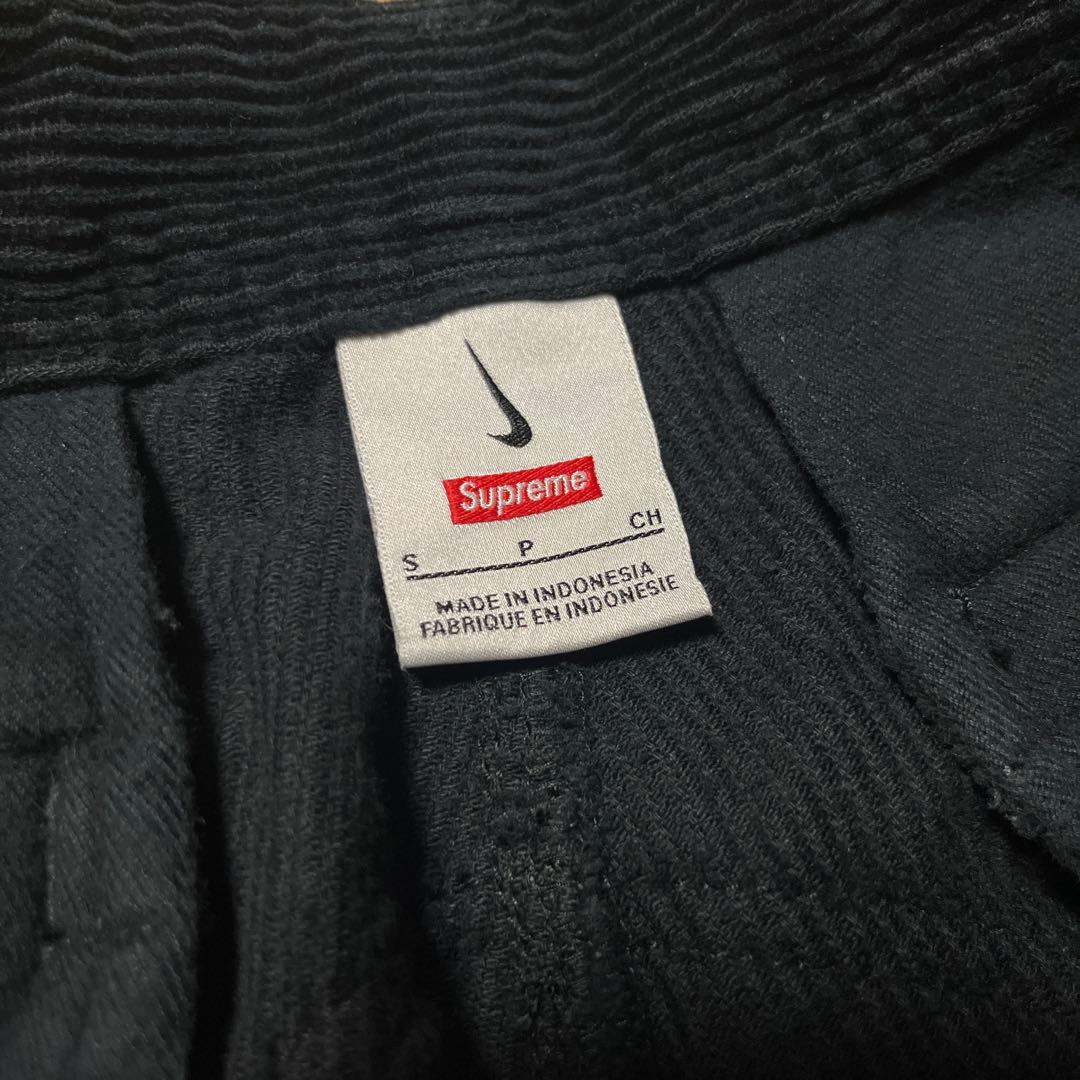 Supreme
S P CH
MADE IN INDONESIA
FABRIQUE EN INDONESIE